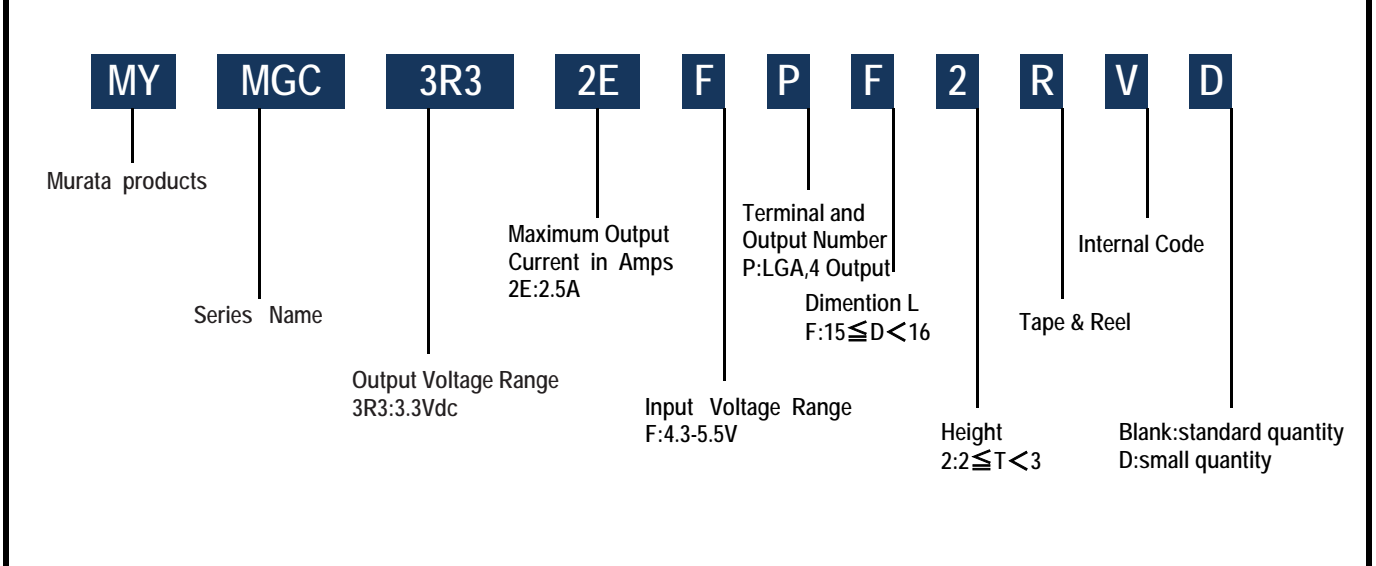 MY MGC 3R3 2E F P F 2 R V D
Murata products
Series Name
Output Voltage Range
3R3:3.3Vdc
Maximum Output
Current in Amps
2E:2.5A
Input Voltage Range
F:4.3-5.5V
Terminal and
Output Number
P:LGA,4 Output
Dimention L
F:15≦D<16
Height
2:2≦T<3
Tape & Reel
Internal Code
Blank:standard quantity
D:small quantity